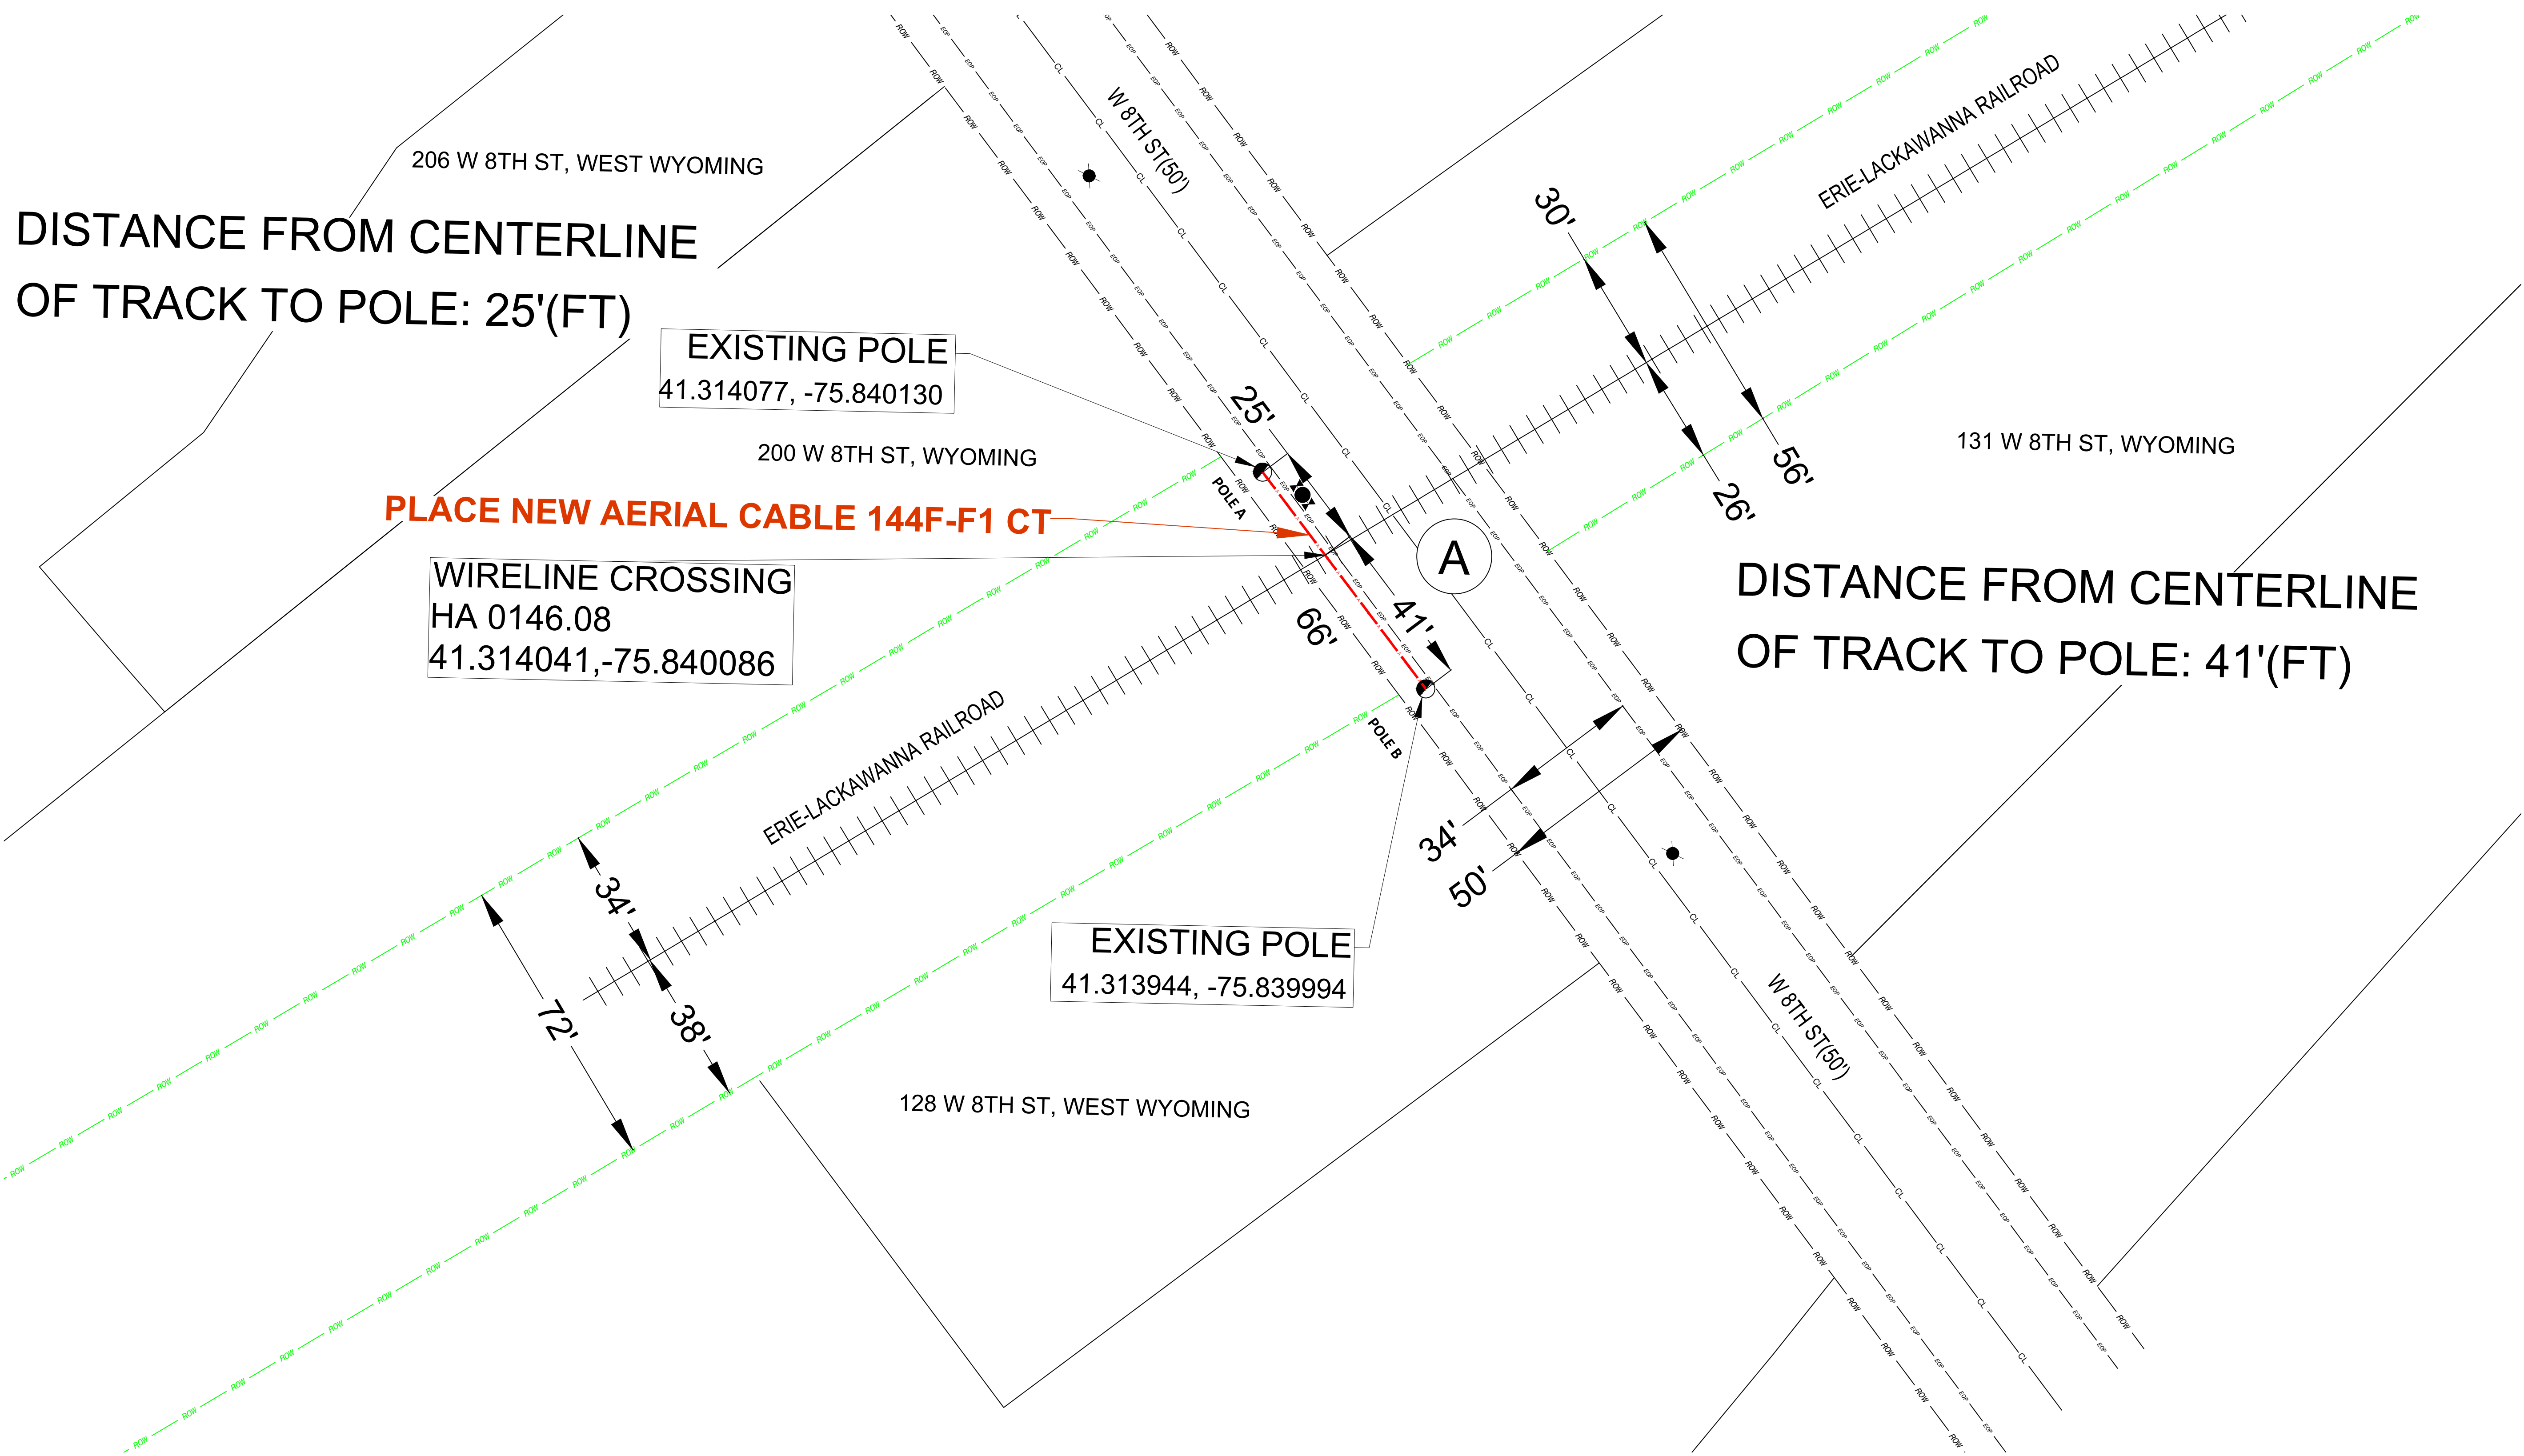 206 W 8TH ST, WEST WYOMING
DISTANCE FROM CENTERLINE
OF TRACK TO POLE: 25'(FT)
EXISTING POLE
41.314077, -75.840130
200 W 8TH ST, WYOMING
PLACE NEW AERIAL CABLE 144F-F1 CT
WIRELINE CROSSING
HA 0146.08
41.314041,-75.840086
POLE A
25'
66'
41'
POLE B
A
W 8TH ST(50')
ERIE-LACKAWANNA RAILROAD
30'
56'
26'
131 W 8TH ST, WYOMING
DISTANCE FROM CENTERLINE
OF TRACK TO POLE: 41'(FT)
ERIE-LACKAWANNA RAILROAD
34'
72'
38'
34'
50'
EXISTING POLE
41.313944, -75.839994
128 W 8TH ST, WEST WYOMING
W 8TH ST(50')
ROW
EOP
CL